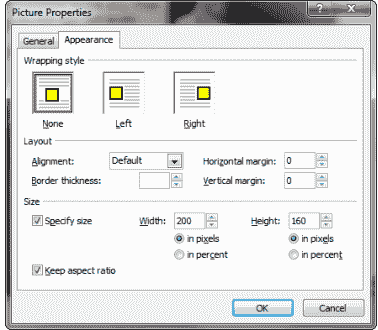 Picture Properties
General Appearance
Wrapping style
None Left Right
Layout
Alignment: Default Horizontal margin: 0
Border thickness: Vertical margin: 0
Size
Specify size Width: 200 Height: 160
in pixels in pixels
in percent in percent
Keep aspect ratio
OK Cancel